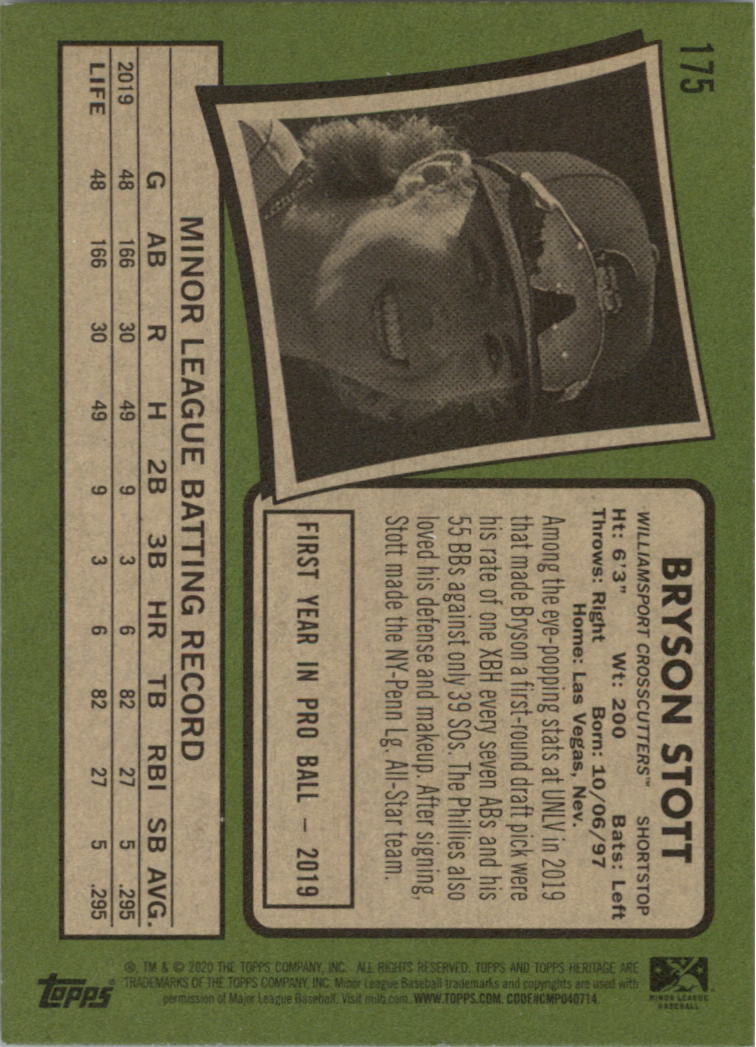 175
BRYSON STOTT
WILLIAMSPORT CROSSCUTTERS™ SHORTSTOP
Ht: 6'3" Wt: 200 Bats: Left
Throws: Right Born: 10/06/97
Home: Las Vegas, Nev.
Among the eye-popping stats at UNLV in 2019
that made Bryson a first-round draft pick were
his rate of one XBH every seven ABs and his
55 BBs against only 39 SOs. The Phillies also
loved his defense and makeup. After signing,
Stott made the NY-Penn Lg. All-Star team.
FIRST YEAR IN PRO BALL – 2019
MINOR LEAGUE BATTING RECORD
G AB R H 2B 3B HR TB RBI SB AVG.
2019 48 166 30 49 9 3 6 82 27 5 .295
LIFE 48 166 30 49 9 3 6 82 27 5 .295
MINOR LEAGUE
BASEBALL
®, TM & © 2020 THE TOPPS COMPANY, INC. ALL RIGHTS RESERVED. TOPPS AND TOPPS HERITAGE ARE
TRADEMARKS OF THE TOPPS COMPANY, INC. Minor League Baseball trademarks and copyrights are used with
permission of Major League Baseball. Visit milb.com. WWW.TOPPS.COM. CODE#CMP040714.
TOPPS